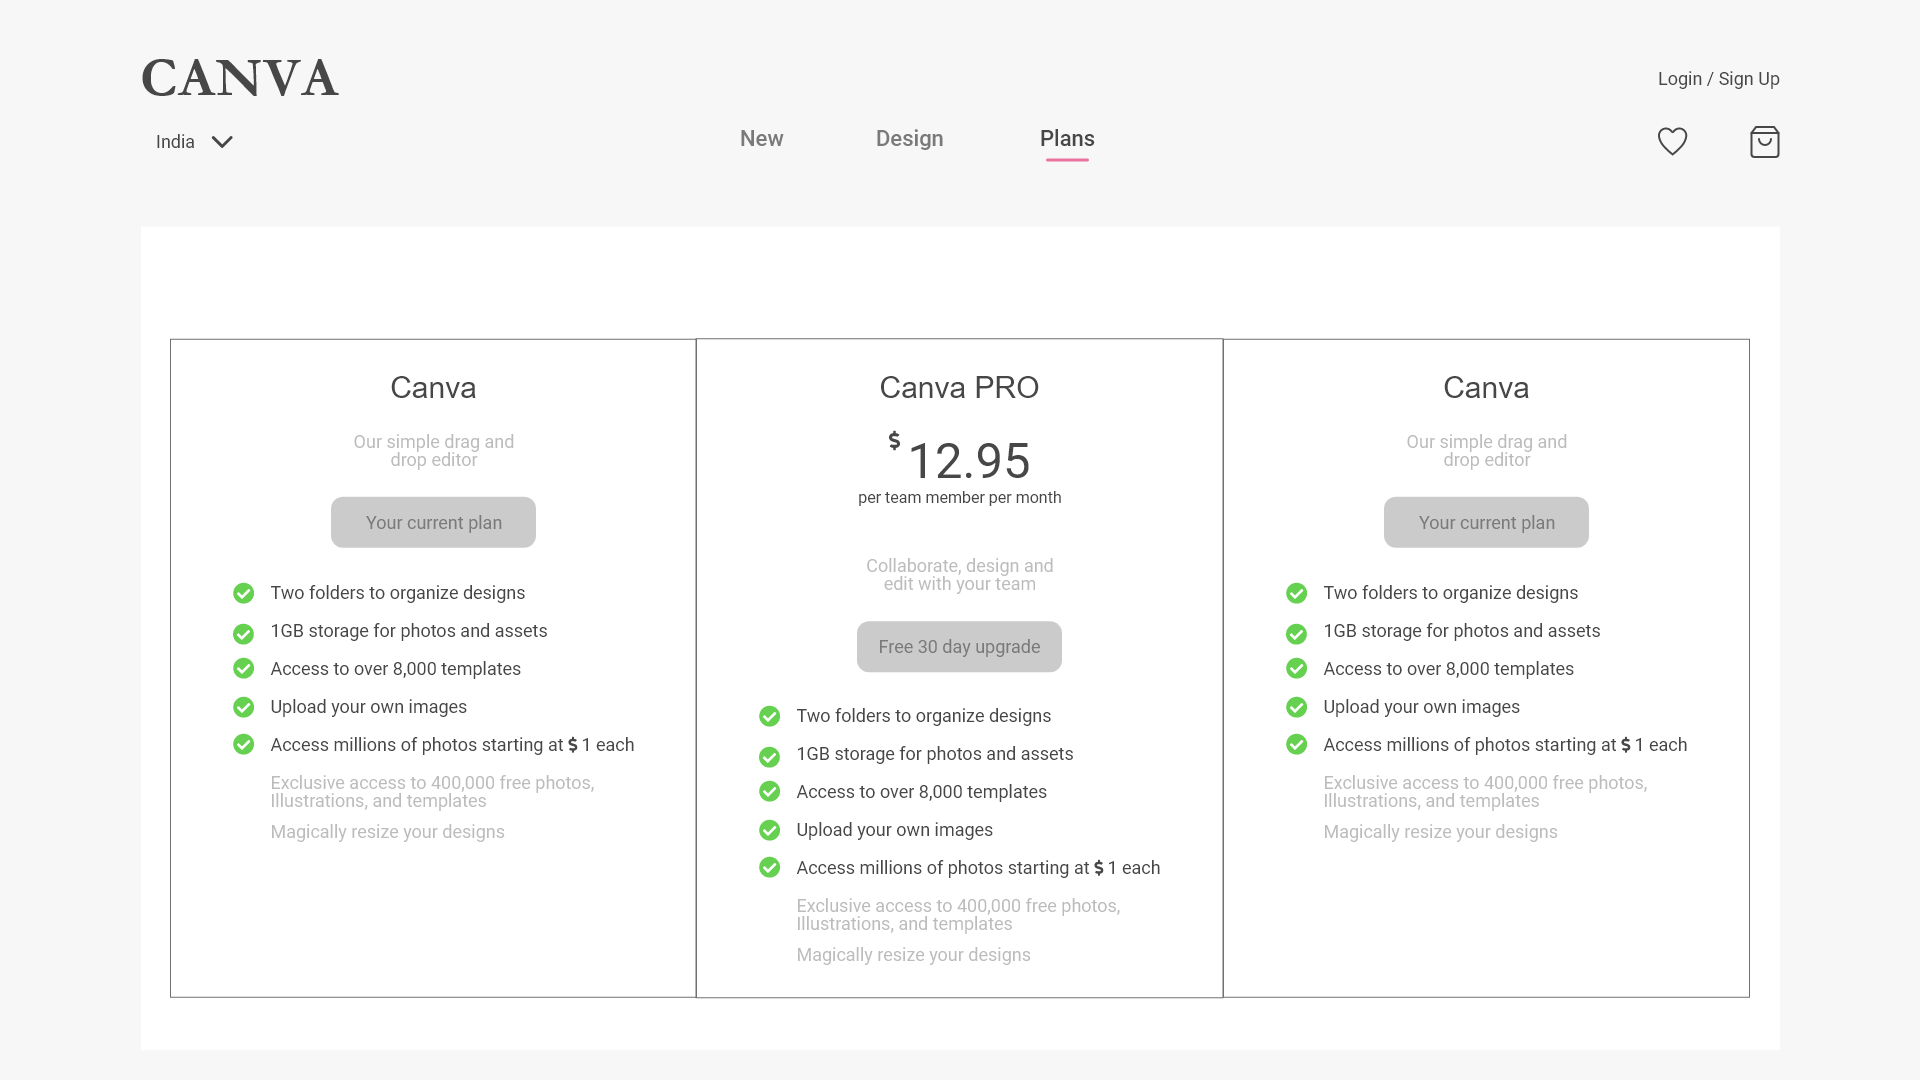 CANVA
Login / Sign Up
India
New
Design
Plans
Canva
Our simple drag and
drop editor
Your current plan
Two folders to organize designs
1GB storage for photos and assets
Access to over 8,000 templates
Upload your own images
Access millions of photos starting at $ 1 each
Exclusive access to 400,000 free photos,
Illustrations, and templates
Magically resize your designs
Canva PRO
$ 12.95
per team member per month
Collaborate, design and
edit with your team
Free 30 day upgrade
Two folders to organize designs
1GB storage for photos and assets
Access to over 8,000 templates
Upload your own images
Access millions of photos starting at $ 1 each
Exclusive access to 400,000 free photos,
Illustrations, and templates
Magically resize your designs
Canva
Our simple drag and
drop editor
Your current plan
Two folders to organize designs
1GB storage for photos and assets
Access to over 8,000 templates
Upload your own images
Access millions of photos starting at $ 1 each
Exclusive access to 400,000 free photos,
Illustrations, and templates
Magically resize your designs